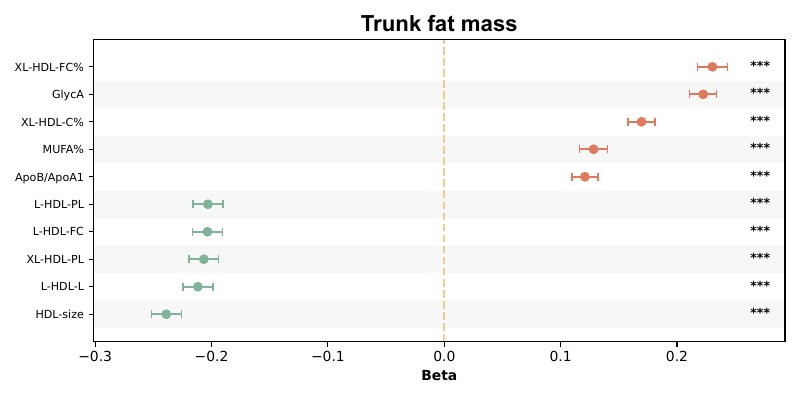 Trunk fat mass
XL-HDL-FC% ***
GlycA ***
XL-HDL-C% ***
MUFA% ***
ApoB/ApoA1 ***
L-HDL-PL ***
L-HDL-FC ***
XL-HDL-PL ***
L-HDL-L ***
HDL-size ***
−0.3 −0.2 −0.1 0.0 0.1 0.2
Beta